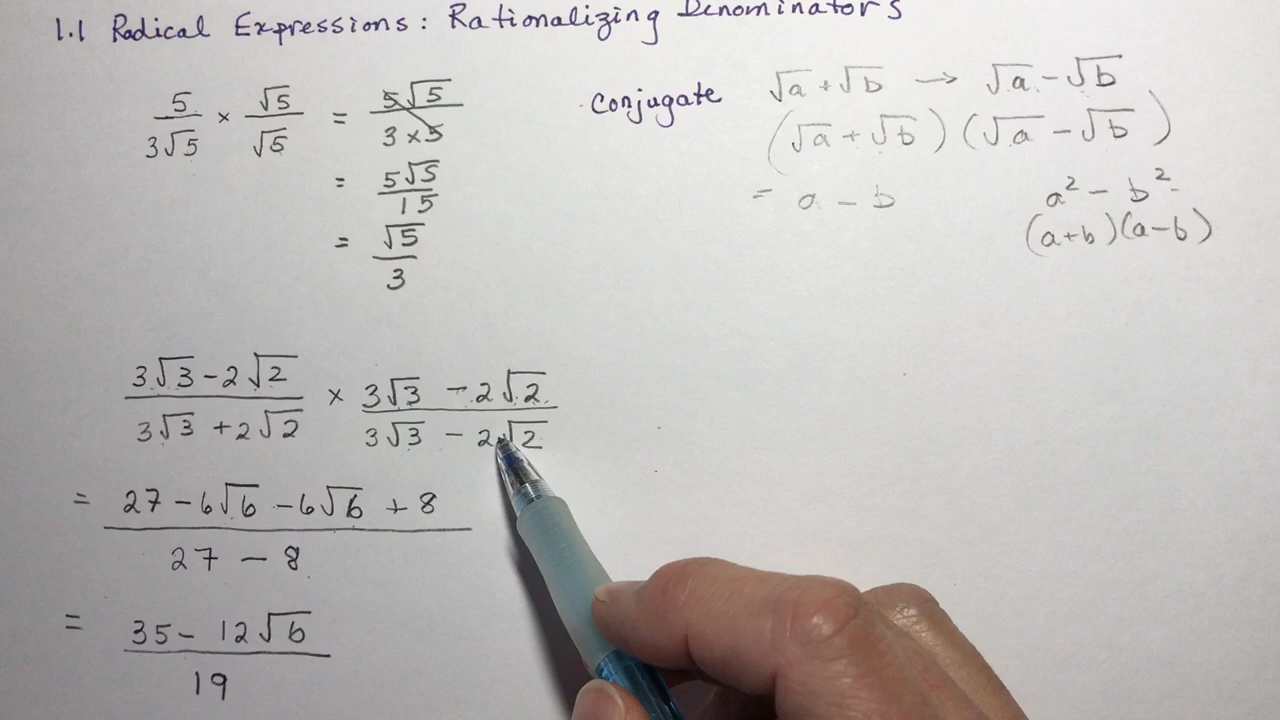 1.1 Radical Expressions: Rationalizing Denominators
5/(3√5) × √5/√5 = 5√5/(3×5)
= 5√5/15
= √5/3
Conjugate √a + √b → √a - √b
(√a + √b)(√a - √b)
= a - b
a² - b²
(a+b)(a-b)
(3√3 - 2√2)/(3√3 + 2√2) × (3√3 - 2√2)/(3√3 - 2√2)
= (27 - 6√6 - 6√6 + 8)/(27 - 8)
= (35 - 12√6)/19